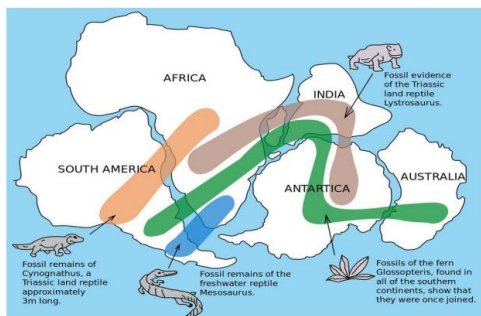 AFRICA
INDIA
Fossil evidence
of the Triassic
land reptile
Lystrosaurus.
SOUTH AMERICA
ANTARTICA
AUSTRALIA
Fossil remains of
Cynognathus, a
Triassic land reptile
approximately
3m long.
Fossil remains of the
freshwater reptile
Mesosaurus.
Fossils of the fern
Glossopteris, found in
all of the southern
continents, show that
they were once joined.